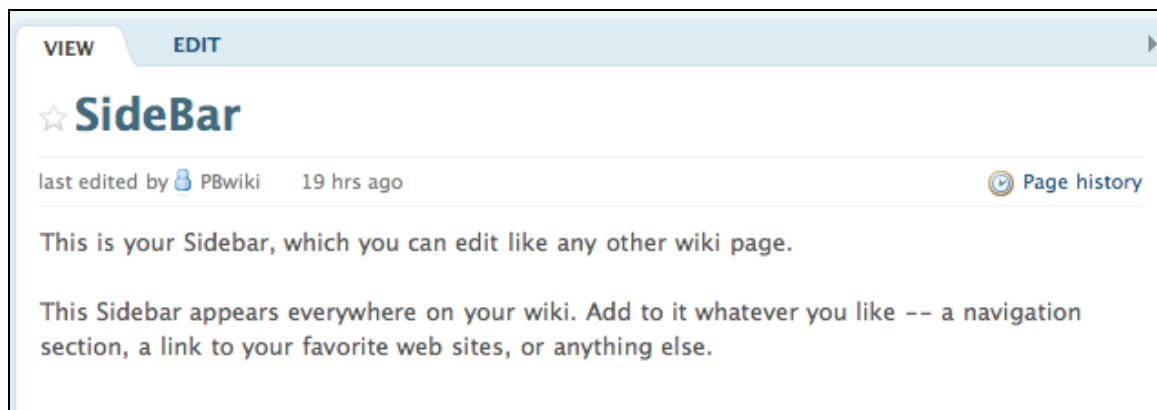 VIEW EDIT
SideBar
last edited by PBwiki 19 hrs ago Page history
This is your Sidebar, which you can edit like any other wiki page.
This Sidebar appears everywhere on your wiki. Add to it whatever you like -- a navigation
section, a link to your favorite web sites, or anything else.